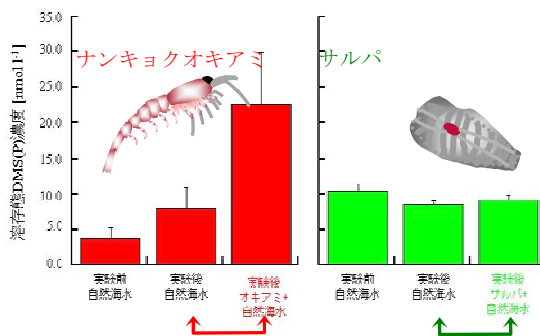 35.0
30.0
25.0
20.0
15.0
10.0
5.0
0.0
溶存態DMS(P)濃度 [nmol l-1]
ナンキョクオキアミ
サルパ
実験前
自然海水
実験後
自然海水
実験後
オキアミ+
自然海水
実験前
自然海水
実験後
自然海水
実験後
サルパ+
自然海水